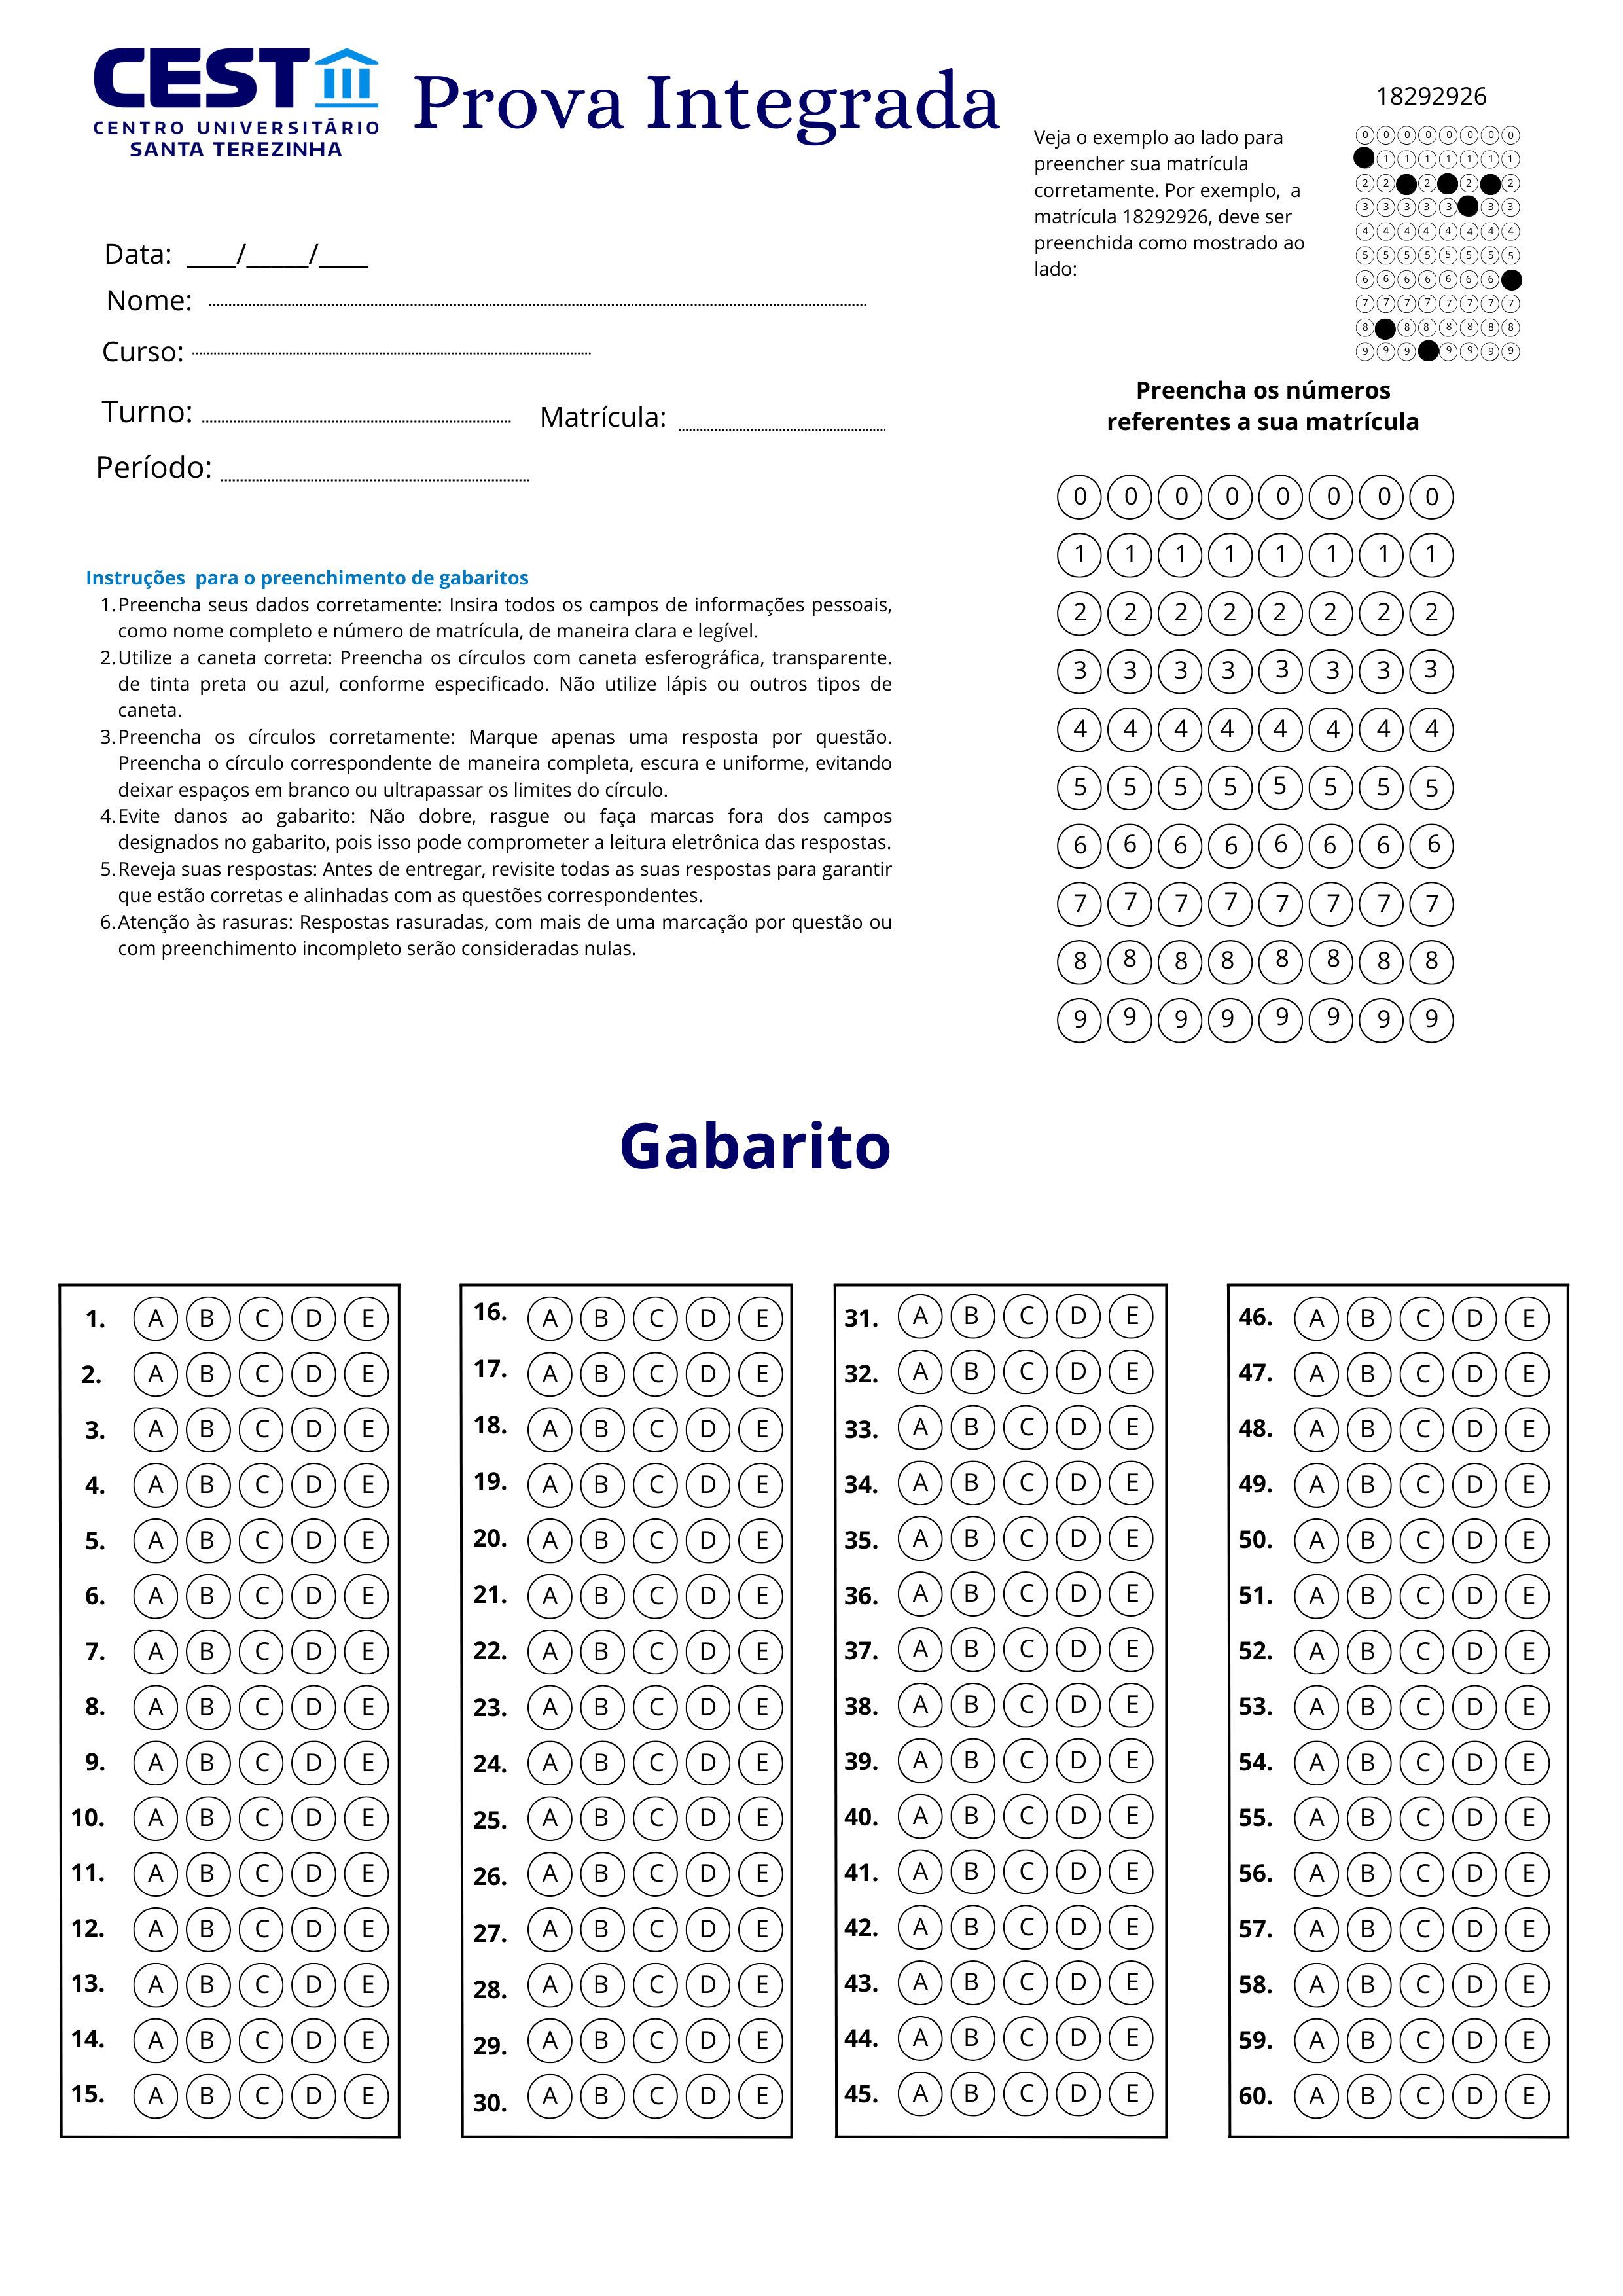 CEST
CENTRO UNIVERSITÁRIO
SANTA TEREZINHA
Prova Integrada
18292926
Veja o exemplo ao lado para
preencher sua matrícula
corretamente. Por exemplo, a
matrícula 18292926, deve ser
preenchida como mostrado ao
lado:
0 0 0 0 0 0 0 0
1 1 1 1 1 1 1
2 2 2 2 2
3 3 3 3 3 3 3
4 4 4 4 4 4 4 4
5 5 5 5 5 5 5 5
6 6 6 6 6 6 6
7 7 7 7 7 7 7 7
8 8 8 8 8 8 8
9 9 9 9 9 9 9
Data: ____/_____/____
Nome:
Curso:
Turno:
Matrícula:
Período:
Preencha os números
referentes a sua matrícula
0 0 0 0 0 0 0 0
1 1 1 1 1 1 1 1
2 2 2 2 2 2 2 2
3 3 3 3 3 3 3 3
4 4 4 4 4 4 4 4
5 5 5 5 5 5 5 5
6 6 6 6 6 6 6 6
7 7 7 7 7 7 7 7
8 8 8 8 8 8 8 8
9 9 9 9 9 9 9 9
Instruções para o preenchimento de gabaritos
1. Preencha seus dados corretamente: Insira todos os campos de informações pessoais,
como nome completo e número de matrícula, de maneira clara e legível.
2. Utilize a caneta correta: Preencha os círculos com caneta esferográfica, transparente.
de tinta preta ou azul, conforme especificado. Não utilize lápis ou outros tipos de
caneta.
3. Preencha os círculos corretamente: Marque apenas uma resposta por questão.
Preencha o círculo correspondente de maneira completa, escura e uniforme, evitando
deixar espaços em branco ou ultrapassar os limites do círculo.
4. Evite danos ao gabarito: Não dobre, rasgue ou faça marcas fora dos campos
designados no gabarito, pois isso pode comprometer a leitura eletrônica das respostas.
5. Reveja suas respostas: Antes de entregar, revisite todas as suas respostas para garantir
que estão corretas e alinhadas com as questões correspondentes.
6. Atenção às rasuras: Respostas rasuradas, com mais de uma marcação por questão ou
com preenchimento incompleto serão consideradas nulas.
Gabarito
1. A B C D E
2. A B C D E
3. A B C D E
4. A B C D E
5. A B C D E
6. A B C D E
7. A B C D E
8. A B C D E
9. A B C D E
10. A B C D E
11. A B C D E
12. A B C D E
13. A B C D E
14. A B C D E
15. A B C D E
16. A B C D E
17. A B C D E
18. A B C D E
19. A B C D E
20. A B C D E
21. A B C D E
22. A B C D E
23. A B C D E
24. A B C D E
25. A B C D E
26. A B C D E
27. A B C D E
28. A B C D E
29. A B C D E
30. A B C D E
31. A B C D E
32. A B C D E
33. A B C D E
34. A B C D E
35. A B C D E
36. A B C D E
37. A B C D E
38. A B C D E
39. A B C D E
40. A B C D E
41. A B C D E
42. A B C D E
43. A B C D E
44. A B C D E
45. A B C D E
46. A B C D E
47. A B C D E
48. A B C D E
49. A B C D E
50. A B C D E
51. A B C D E
52. A B C D E
53. A B C D E
54. A B C D E
55. A B C D E
56. A B C D E
57. A B C D E
58. A B C D E
59. A B C D E
60. A B C D E